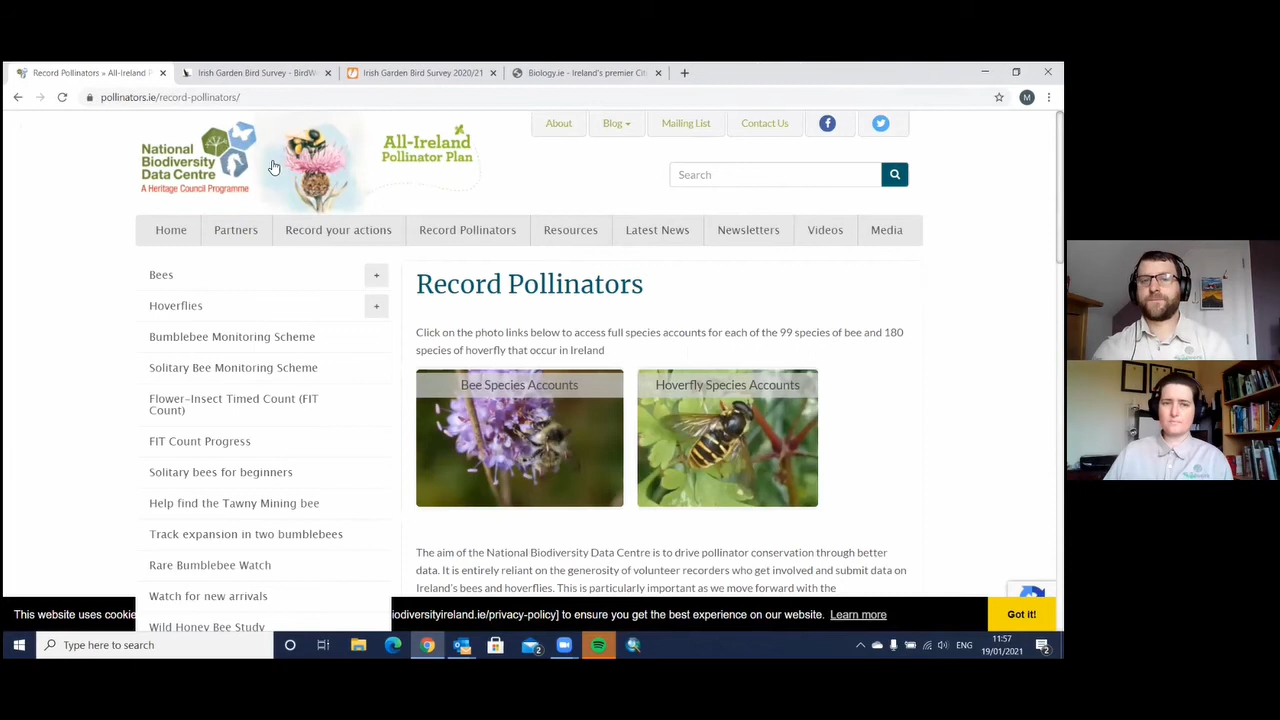 Record Pollinators » All-Ireland P
Irish Garden Bird Survey - BirdW
Irish Garden Bird Survey 2020/21
Biology.ie - Ireland's premier Cit
pollinators.ie/record-pollinators/
M
About
Blog
Mailing List
Contact Us
National
Biodiversity
Data Centre
A Heritage Council Programme
All-Ireland
Pollinator Plan
Search
Home
Partners
Record your actions
Record Pollinators
Resources
Latest News
Newsletters
Videos
Media
Bees
Hoverflies
Bumblebee Monitoring Scheme
Solitary Bee Monitoring Scheme
Flower-Insect Timed Count (FIT
Count)
FIT Count Progress
Solitary bees for beginners
Help find the Tawny Mining bee
Track expansion in two bumblebees
Rare Bumblebee Watch
Watch for new arrivals
Wild Honey Bee Study
Record Pollinators
Click on the photo links below to access full species accounts for each of the 99 species of bee and 180
species of hoverfly that occur in Ireland
Bee Species Accounts
Hoverfly Species Accounts
The aim of the National Biodiversity Data Centre is to drive pollinator conservation through better
data. It is entirely reliant on the generosity of volunteer recorders who get involved and submit data on
Ireland's bees and hoverflies. This is particularly important as we move forward with the
This website uses cookie
iodiversityireland.ie/privacy-policy] to ensure you get the best experience on our website. Learn more
Got it!
Type here to search
2
ENG
11:57
19/01/2021
2